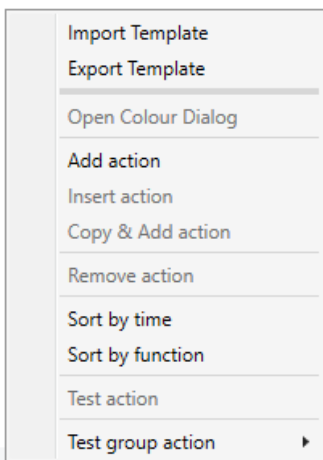 Import Template
Export Template
Open Colour Dialog
Add action
Insert action
Copy & Add action
Remove action
Sort by time
Sort by function
Test action
Test group action